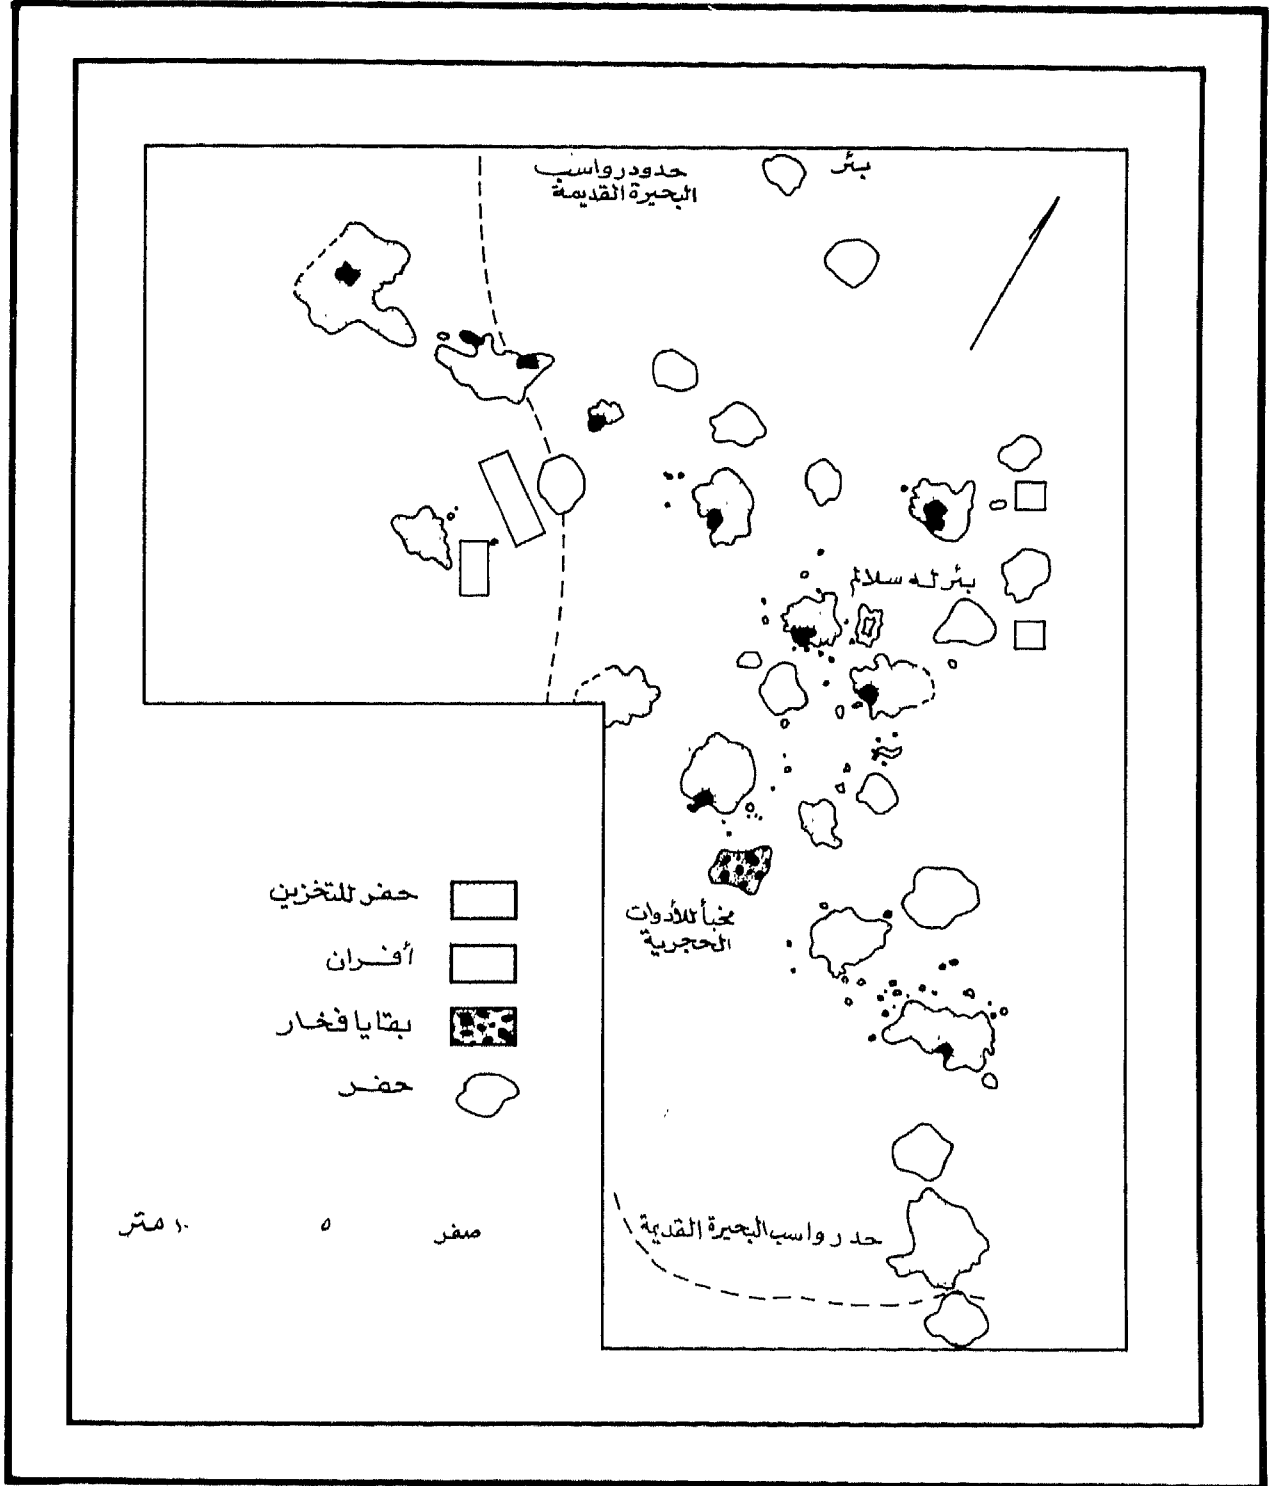 بئر
حدود رواسب
البحيرة القديمة
بئر له سلالم
مخبأ للأدوات
الحجرية
حفر للتخزين
أفران
بقايا فخار
حفر
حد رواسب البحيرة القديمة
صفر ٥ ١٠ متر